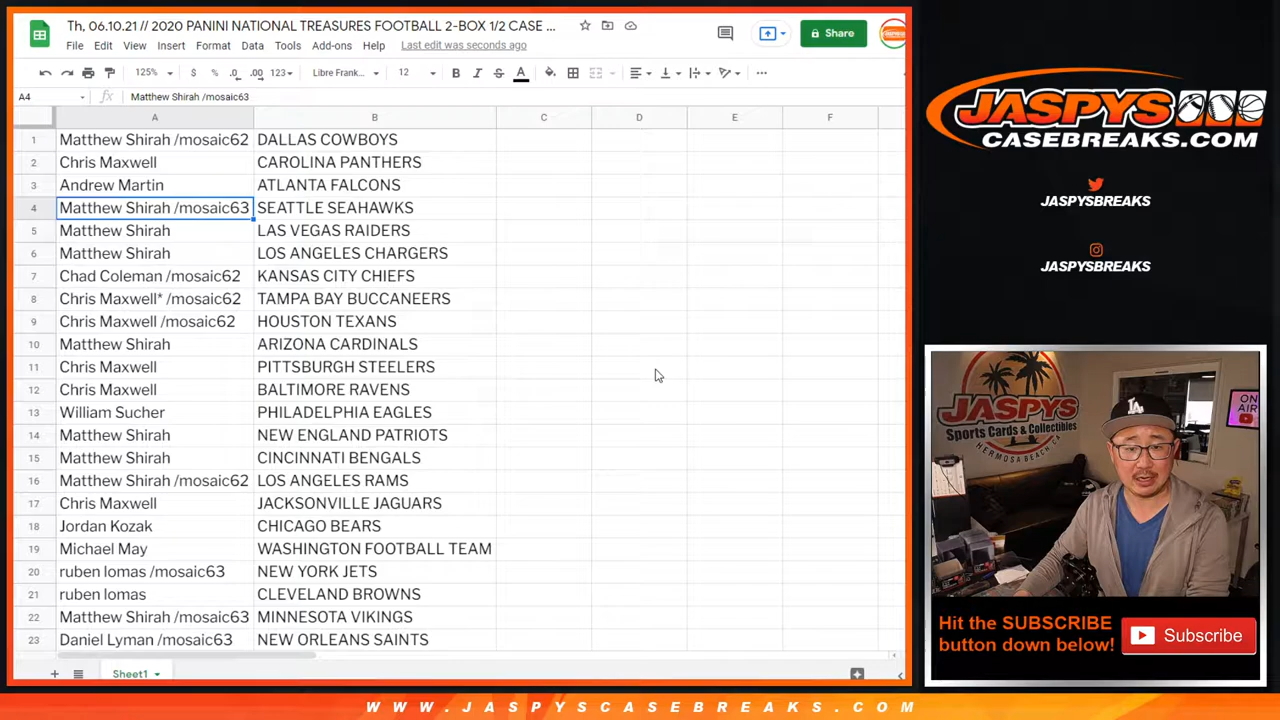 Th, 06.10.21 // 2020 PANINI NATIONAL TREASURES FOOTBALL 2-BOX 1/2 CASE ...
File Edit View Insert Format Data Tools Add-ons Help Last edit was seconds ago
Share
125% $ % .0 .00 123 Libre Frank... 12 B I S A
A4 fx Matthew Shirah /mosaic63
A B C D E F
1 Matthew Shirah /mosaic62 DALLAS COWBOYS
2 Chris Maxwell CAROLINA PANTHERS
3 Andrew Martin ATLANTA FALCONS
4 Matthew Shirah /mosaic63 SEATTLE SEAHAWKS
5 Matthew Shirah LAS VEGAS RAIDERS
6 Matthew Shirah LOS ANGELES CHARGERS
7 Chad Coleman /mosaic62 KANSAS CITY CHIEFS
8 Chris Maxwell* /mosaic62 TAMPA BAY BUCCANEERS
9 Chris Maxwell /mosaic62 HOUSTON TEXANS
10 Matthew Shirah ARIZONA CARDINALS
11 Chris Maxwell PITTSBURGH STEELERS
12 Chris Maxwell BALTIMORE RAVENS
13 William Sucher PHILADELPHIA EAGLES
14 Matthew Shirah NEW ENGLAND PATRIOTS
15 Matthew Shirah CINCINNATI BENGALS
16 Matthew Shirah /mosaic62 LOS ANGELES RAMS
17 Chris Maxwell JACKSONVILLE JAGUARS
18 Jordan Kozak CHICAGO BEARS
19 Michael May WASHINGTON FOOTBALL TEAM
20 ruben lomas /mosaic63 NEW YORK JETS
21 ruben lomas CLEVELAND BROWNS
22 Matthew Shirah /mosaic63 MINNESOTA VIKINGS
23 Daniel Lyman /mosaic63 NEW ORLEANS SAINTS
Sheet1
JASPYS
CASEBREAKS.COM
JASPYSBREAKS
JASPYSBREAKS
JASPYS
Sports Cards & Collectibles
HERMOSA BEACH CA
ON
AIR
LA
Hit the SUBSCRIBE
button down below!
Subscribe
WWW.JASPYSCASEBREAKS.COM